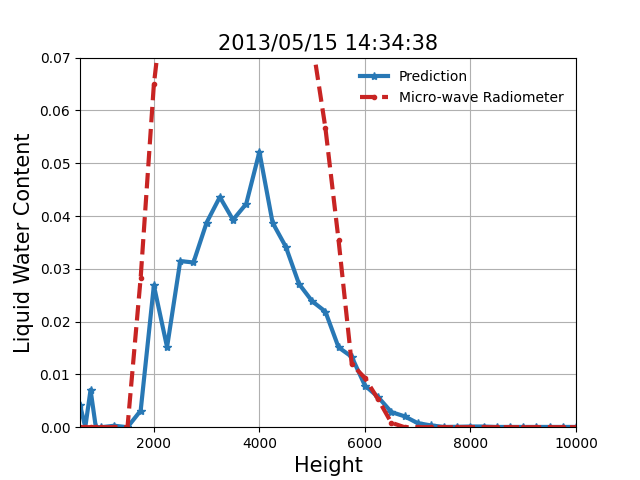 2013/05/15 14:34:38
0.07
0.06
0.05
0.04
0.03
0.02
0.01
0.00
Liquid Water Content
Prediction
Micro-wave Radiometer
2000 4000 6000 8000 10000
Height